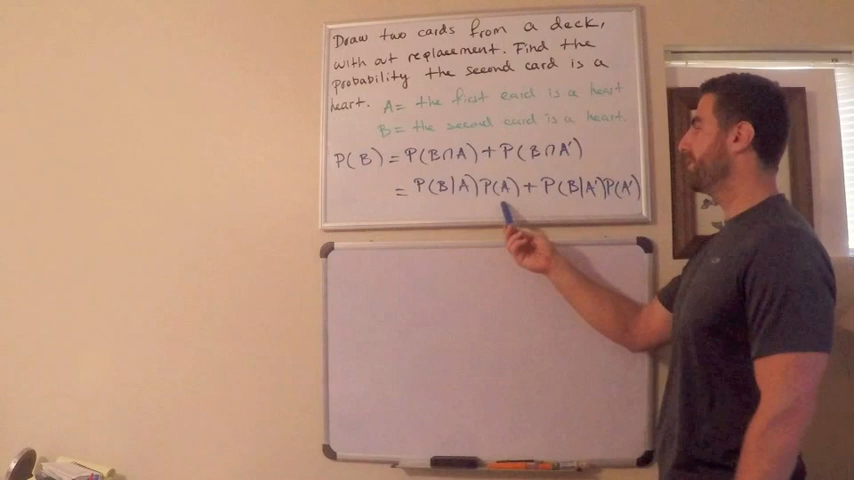 Draw two cards from a deck,
with out replacement. Find the
probability the second card is a
heart. A = the first card is a heart
B = the second card is a heart.
P(B) = P(B∩A) + P(B∩A')
= P(B|A)P(A) + P(B|A')P(A')